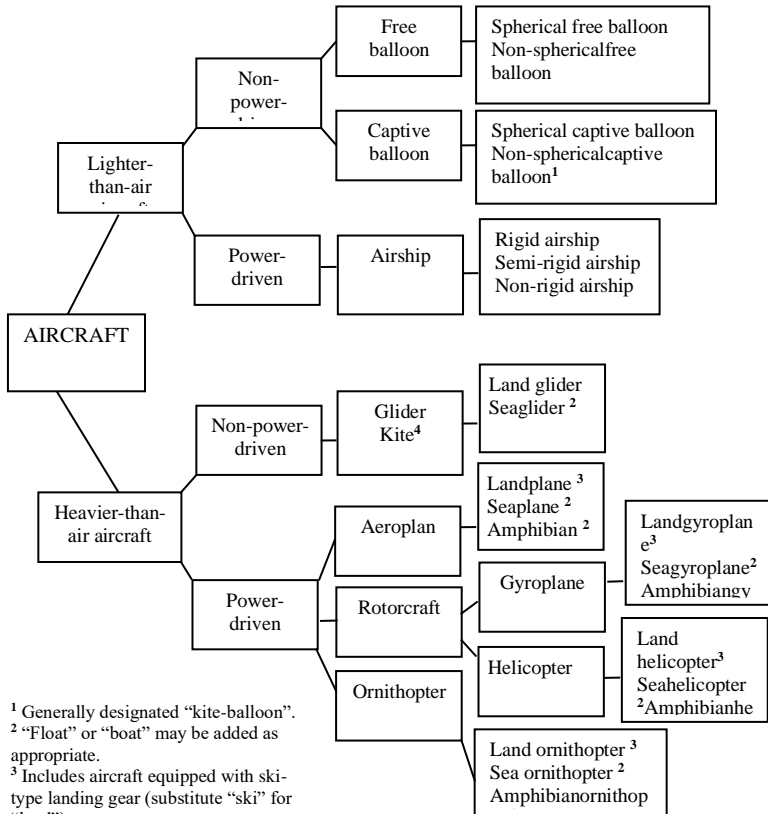 Free
balloon
Spherical free balloon
Non-sphericalfree
balloon
Non-
power-
Captive
balloon
Spherical captive balloon
Non-sphericalcaptive
balloon¹
Lighter-
than-air
Power-
driven
Airship
Rigid airship
Semi-rigid airship
Non-rigid airship
AIRCRAFT
Non-power-
driven
Glider
Kite⁴
Land glider
Seaglider ²
Heavier-than-
air aircraft
Aeroplan
Landplane ³
Seaplane ²
Amphibian ²
Power-
driven
Rotorcraft
Gyroplane
Landgyroplan
e³
Seagyroplane²
Amphibiangy
Helicopter
Land
helicopter³
Seahelicopter
²Amphibianhe
Ornithopter
Land ornithopter ³
Sea ornithopter ²
Amphibianornithop
¹ Generally designated “kite-balloon”.
² “Float” or “boat” may be added as
appropriate.
³ Includes aircraft equipped with ski-
type landing gear (substitute “ski” for